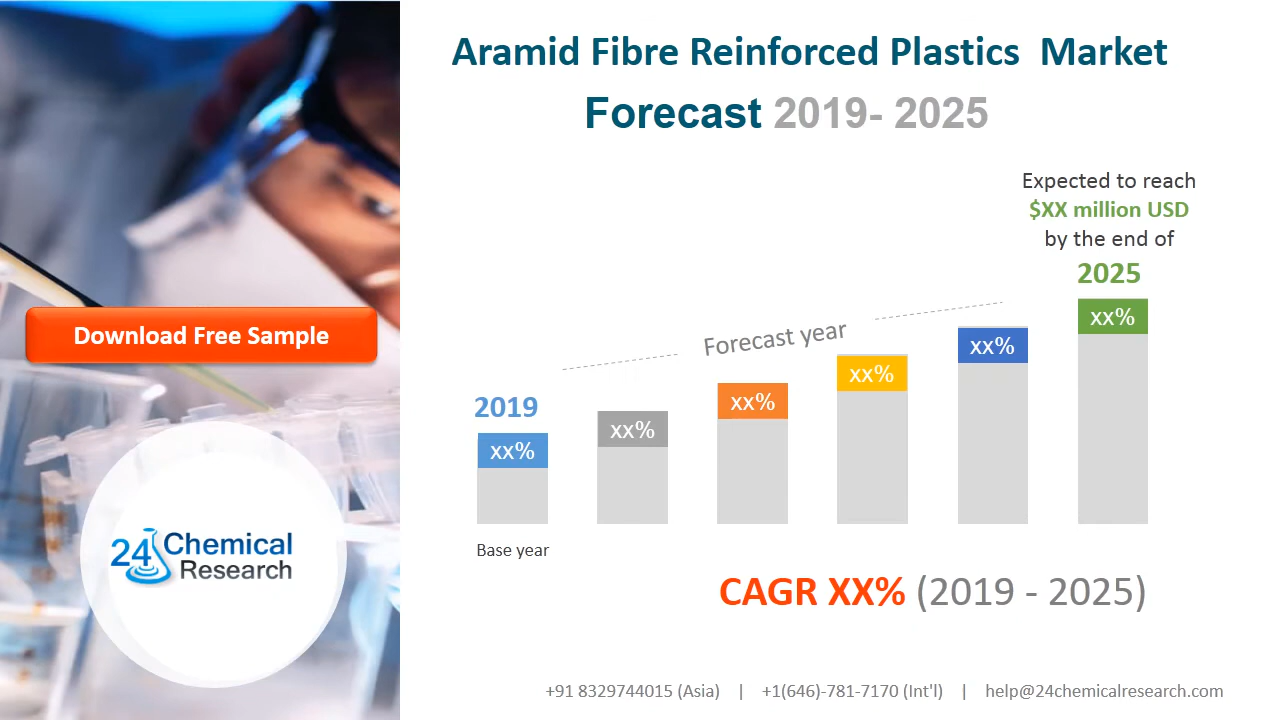 Aramid Fibre Reinforced Plastics Market
Forecast 2019- 2025
Expected to reach
$XX million USD
by the end of
2025
Download Free Sample
Forecast year
2019
xx%
xx%
xx%
xx%
xx%
xx%
Base year
24 Chemical
Research
CAGR XX% (2019 - 2025)
+91 8329744015 (Asia) | +1(646)-781-7170 (Int'l) | help@24chemicalresearch.com